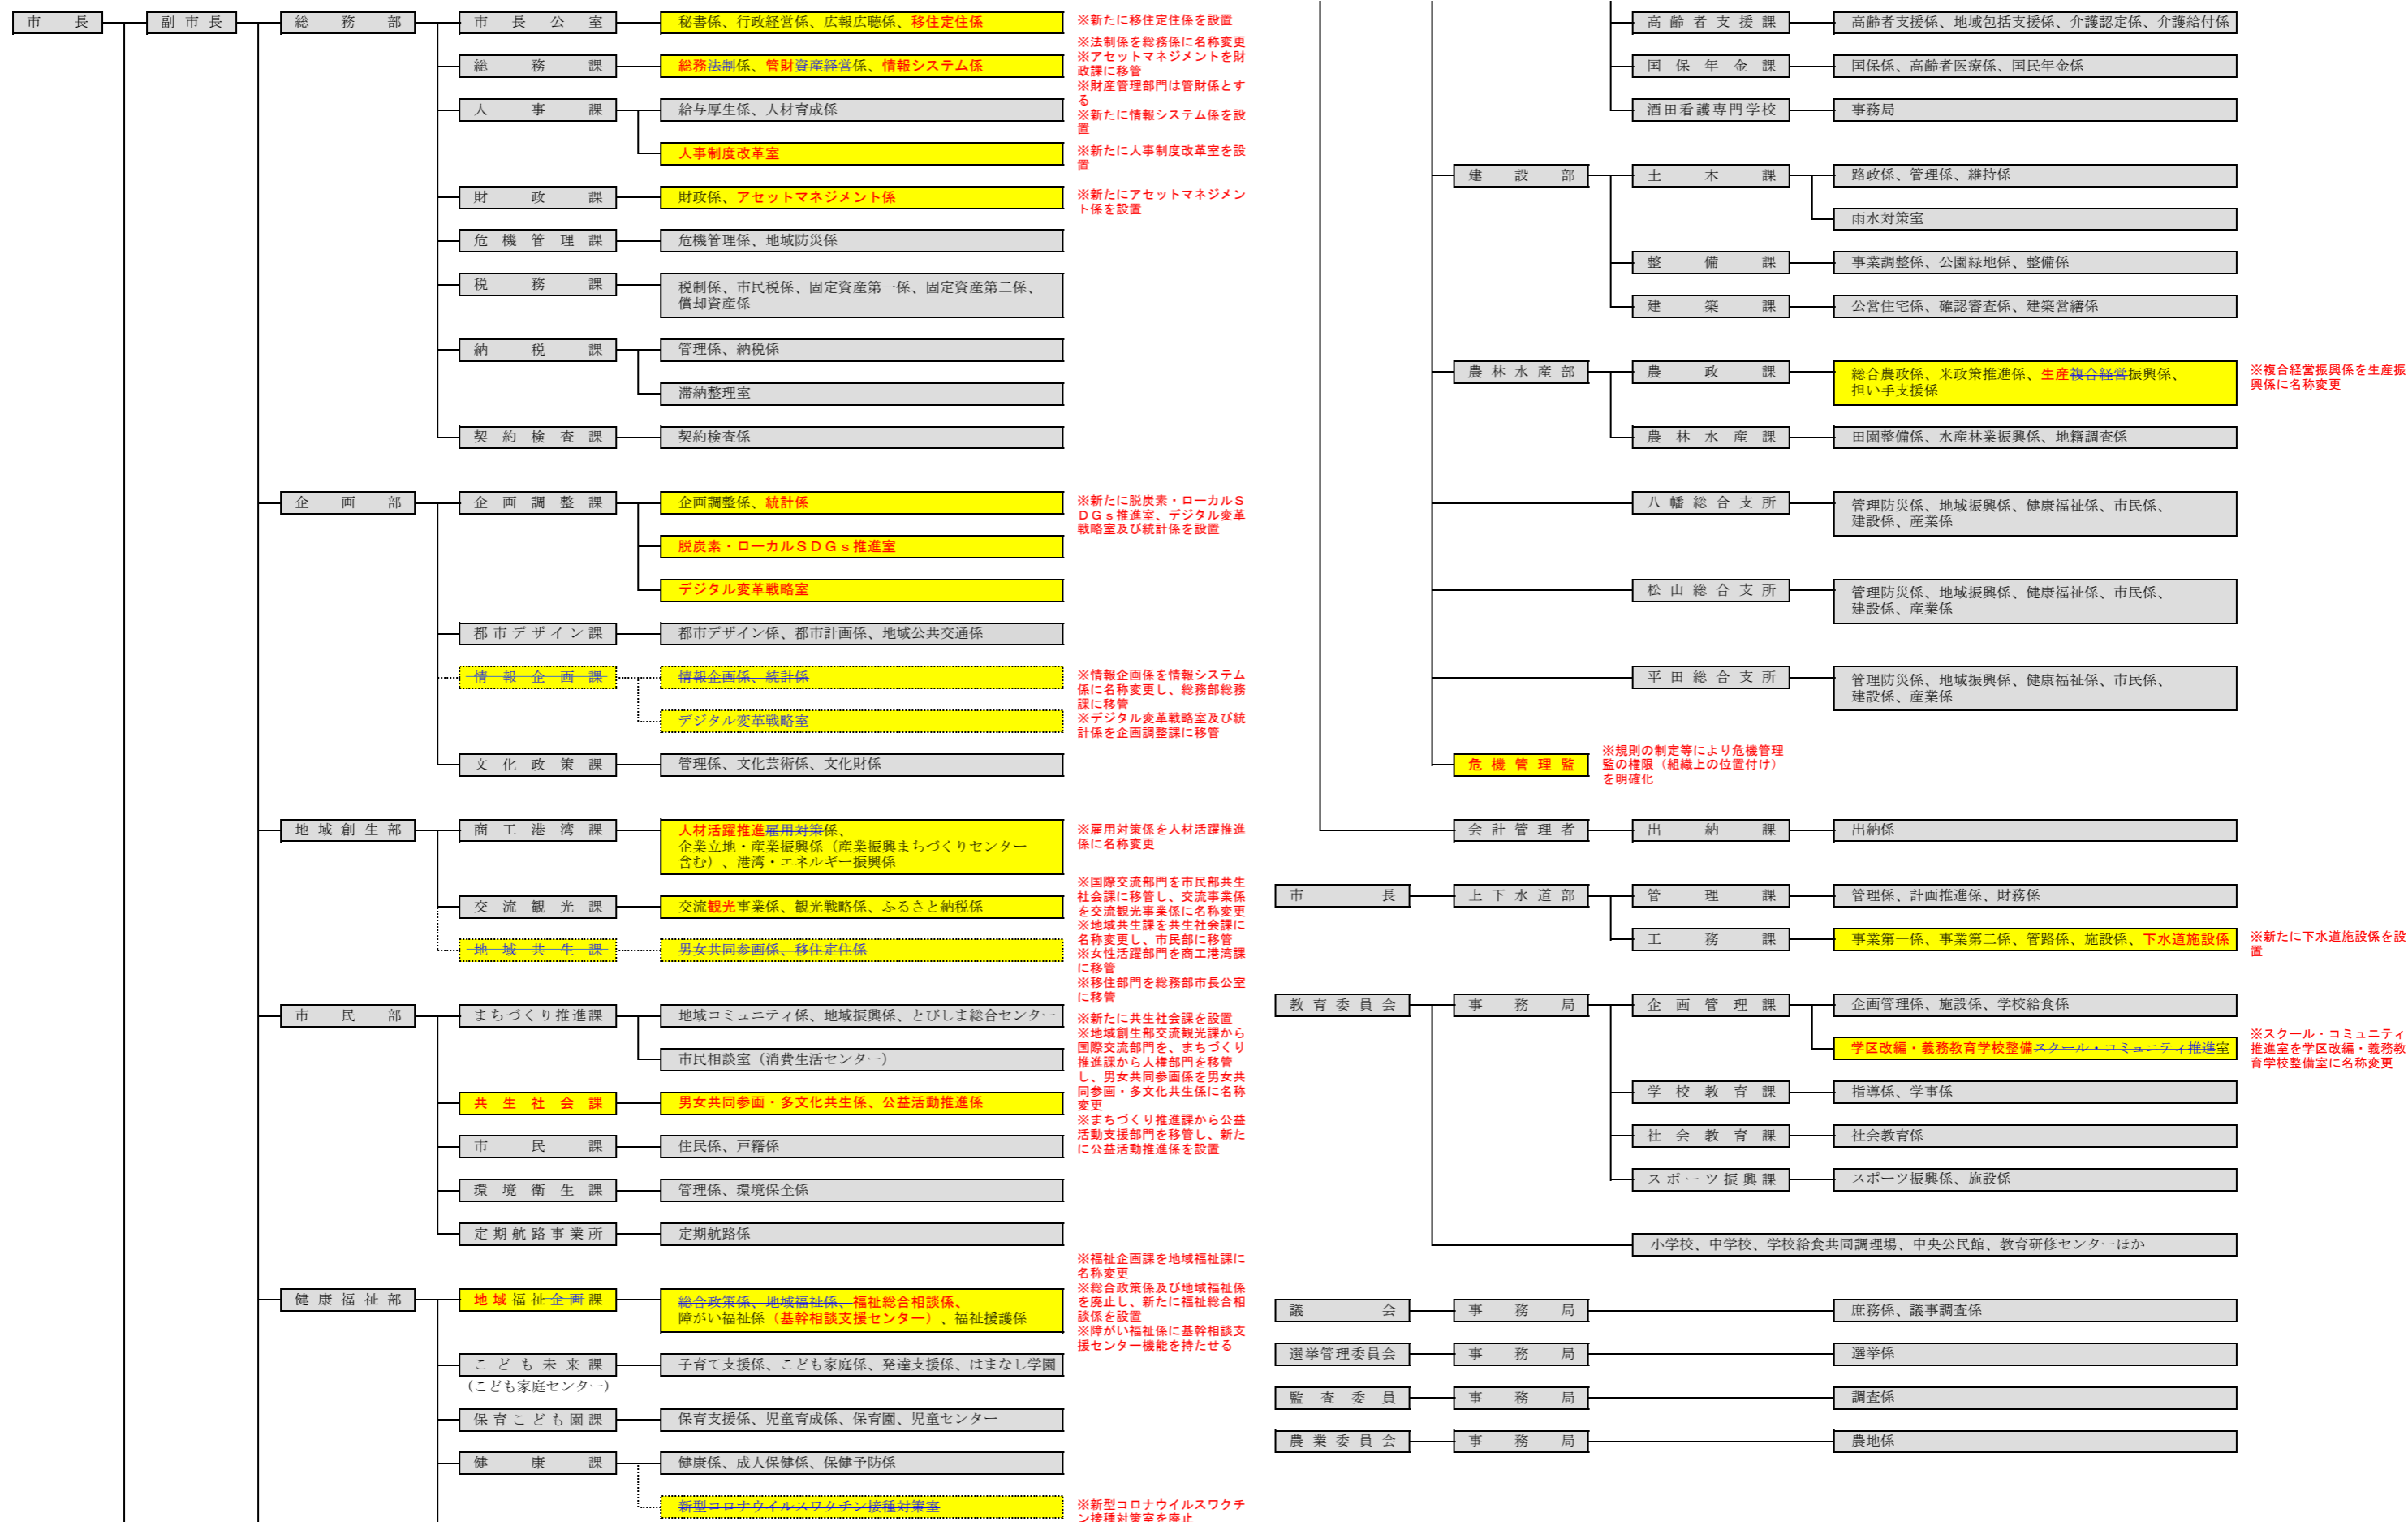 市長
副市長
総務部
市長公室
秘書係、行政経営係、広報広聴係、移住定住係
※新たに移住定住係を設置
総務課
総務法制係、管財資産経営係、情報システム係
※法制係を総務係に名称変更
※アセットマネジメントを財
政課に移管
※財産管理部門は管財係とす
る
※新たに情報システム係を設
置
人事課
給与厚生係、人材育成係
人事制度改革室
※新たに人事制度改革室を設
置
財政課
財政係、アセットマネジメント係
※新たにアセットマネジメン
ト係を設置
危機管理課
危機管理係、地域防災係
税務課
税制係、市民税係、固定資産第一係、固定資産第二係、
償却資産係
納税課
管理係、納税係
滞納整理室
契約検査課
契約検査係
企画部
企画調整課
企画調整係、統計係
※新たに脱炭素・ローカルS
DGs推進室、デジタル変革
戦略室及び統計係を設置
脱炭素・ローカルSDGs推進室
デジタル変革戦略室
都市デザイン課
都市デザイン係、都市計画係、地域公共交通係
情報企画課
情報企画係、統計係
デジタル変革戦略室
※情報企画係を情報システム
係に名称変更し、総務部総務
課に移管
※デジタル変革戦略室及び統
計係を企画調整課に移管
文化政策課
管理係、文化芸術係、文化財係
地域創生部
商工港湾課
人材活躍推進雇用対策係、
企業立地・産業振興係（産業振興まちづくりセンター
含む）、港湾・エネルギー振興係
※雇用対策係を人材活躍推進
係に名称変更
交流観光課
交流観光事業係、観光戦略係、ふるさと納税係
地域共生課
男女共同参画係、移住定住係
※国際交流部門を市民部共生
社会課に移管し、交流事業係
を交流観光事業係に名称変更
※地域共生課を共生社会課に
名称変更し、市民部に移管
※女性活躍部門を商工港湾課
に移管
※移住部門を総務部市長公室
に移管
市民部
まちづくり推進課
地域コミュニティ係、地域振興係、とびしま総合センター
市民相談室（消費生活センター）
共生社会課
男女共同参画・多文化共生係、公益活動推進係
※新たに共生社会課を設置
※地域創生部交流観光課から
国際交流部門を、まちづくり
推進課から人権部門を移管
し、男女共同参画係を男女共
同参画・多文化共生係に名称
変更
※まちづくり推進課から公益
活動支援部門を移管し、新た
に公益活動推進係を設置
市民課
住民係、戸籍係
環境衛生課
管理係、環境保全係
定期航路事業所
定期航路係
健康福祉部
地域福祉企画課
総合政策係、地域福祉係、福祉総合相談係、
障がい福祉係（基幹相談支援センター）、福祉援護係
※福祉企画課を地域福祉課に
名称変更
※総合政策係及び地域福祉係
を廃止し、新たに福祉総合相
談係を設置
※障がい福祉係に基幹相談支
援センター機能を持たせる
こども未来課
（こども家庭センター）
子育て支援係、こども家庭係、発達支援係、はまなし学園
保育こども園課
保育支援係、児童育成係、保育園、児童センター
健康課
健康係、成人保健係、保健予防係
新型コロナウイルスワクチン接種対策室
※新型コロナウイルスワクチ
ン接種対策室を廃止
高齢者支援課
高齢者支援係、地域包括支援係、介護認定係、介護給付係
国保年金課
国保係、高齢者医療係、国民年金係
酒田看護専門学校
事務局
建設部
土木課
路政係、管理係、維持係
雨水対策室
整備課
事業調整係、公園緑地係、整備係
建築課
公営住宅係、確認審査係、建築営繕係
農林水産部
農政課
総合農政係、米政策推進係、生産複合経営振興係、
担い手支援係
※複合経営振興係を生産振
興係に名称変更
農林水産課
田園整備係、水産林業振興係、地籍調査係
八幡総合支所
管理防災係、地域振興係、健康福祉係、市民係、
建設係、産業係
松山総合支所
管理防災係、地域振興係、健康福祉係、市民係、
建設係、産業係
平田総合支所
管理防災係、地域振興係、健康福祉係、市民係、
建設係、産業係
危機管理監
※規則の制定等により危機管理
監の権限（組織上の位置付け）
を明確化
会計管理者
出納課
出納係
市長
上下水道部
管理課
管理係、計画推進係、財務係
工務課
事業第一係、事業第二係、管路係、施設係、下水道施設係
※新たに下水道施設係を設
置
教育委員会
事務局
企画管理課
企画管理係、施設係、学校給食係
学区改編・義務教育学校整備スクール・コミュニティ推進室
※スクール・コミュニティ
推進室を学区改編・義務教
育学校整備室に名称変更
学校教育課
指導係、学事係
社会教育課
社会教育係
スポーツ振興課
スポーツ振興係、施設係
小学校、中学校、学校給食共同調理場、中央公民館、教育研修センターほか
議会
事務局
庶務係、議事調査係
選挙管理委員会
事務局
選挙係
監査委員
事務局
調査係
農業委員会
事務局
農地係